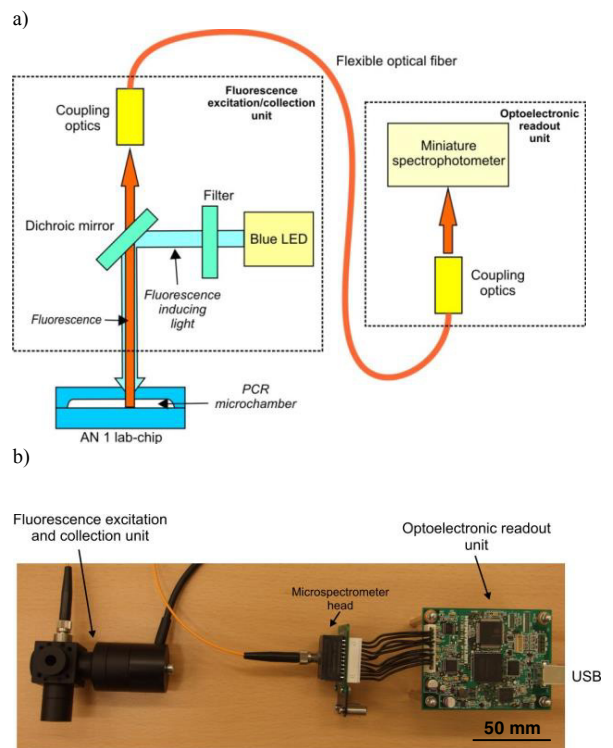 a)
Flexible optical fiber
Fluorescence
excitation/collection
unit
Coupling
optics
Optoelectronic
readout
unit
Miniature
spectrophotometer
Filter
Dichroic mirror
Blue LED
Fluorescence
inducing
light
Coupling
optics
Fluorescence
PCR
microchamber
AN 1 lab-chip
b)
Fluorescence excitation
and collection unit
Optoelectronic readout
unit
Microspectrometer
head
USB
50 mm